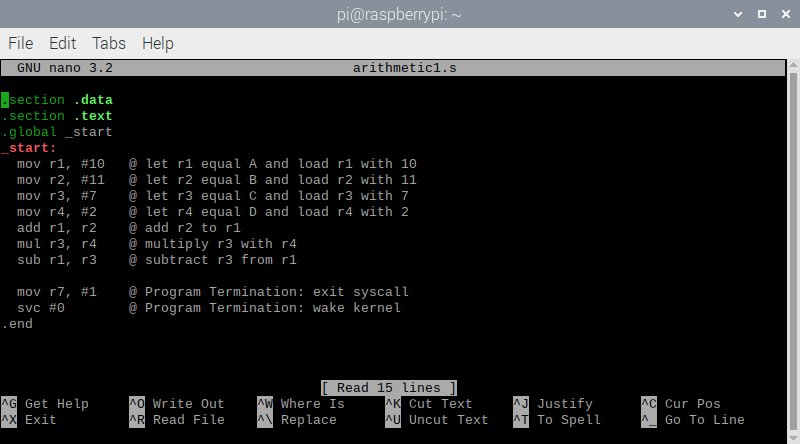 pi@raspberrypi: ~
File Edit Tabs Help
GNU nano 3.2 arithmetic1.s
.section .data
.section .text
.global _start
_start:
mov r1, #10 @ let r1 equal A and load r1 with 10
mov r2, #11 @ let r2 equal B and load r2 with 11
mov r3, #7 @ let r3 equal C and load r3 with 7
mov r4, #2 @ let r4 equal D and load r4 with 2
add r1, r2 @ add r2 to r1
mul r3, r4 @ multiply r3 with r4
sub r1, r3 @ subtract r3 from r1
mov r7, #1 @ Program Termination: exit syscall
svc #0 @ Program Termination: wake kernel
.end
[ Read 15 lines ]
^G Get Help ^O Write Out ^W Where Is ^K Cut Text ^J Justify ^C Cur Pos
^X Exit ^R Read File ^\ Replace ^U Uncut Text ^T To Spell ^_ Go To Line